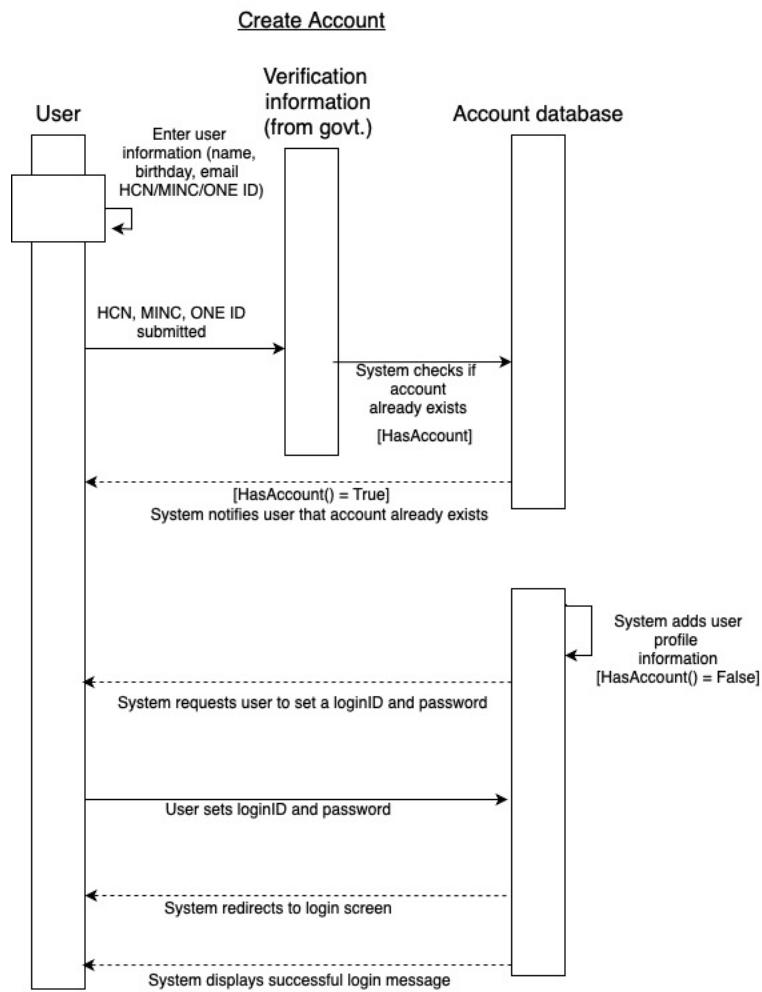 Create Account
Verification
information
(from govt.)
User
Account database
Enter user
information (name,
birthday, email
HCN/MINC/ONE ID)
HCN, MINC, ONE ID
submitted
System checks if
account
already exists
[HasAccount]
[HasAccount() = True]
System notifies user that account already exists
System adds user
profile
information
[HasAccount() = False]
System requests user to set a loginID and password
User sets loginID and password
System redirects to login screen
System displays successful login message